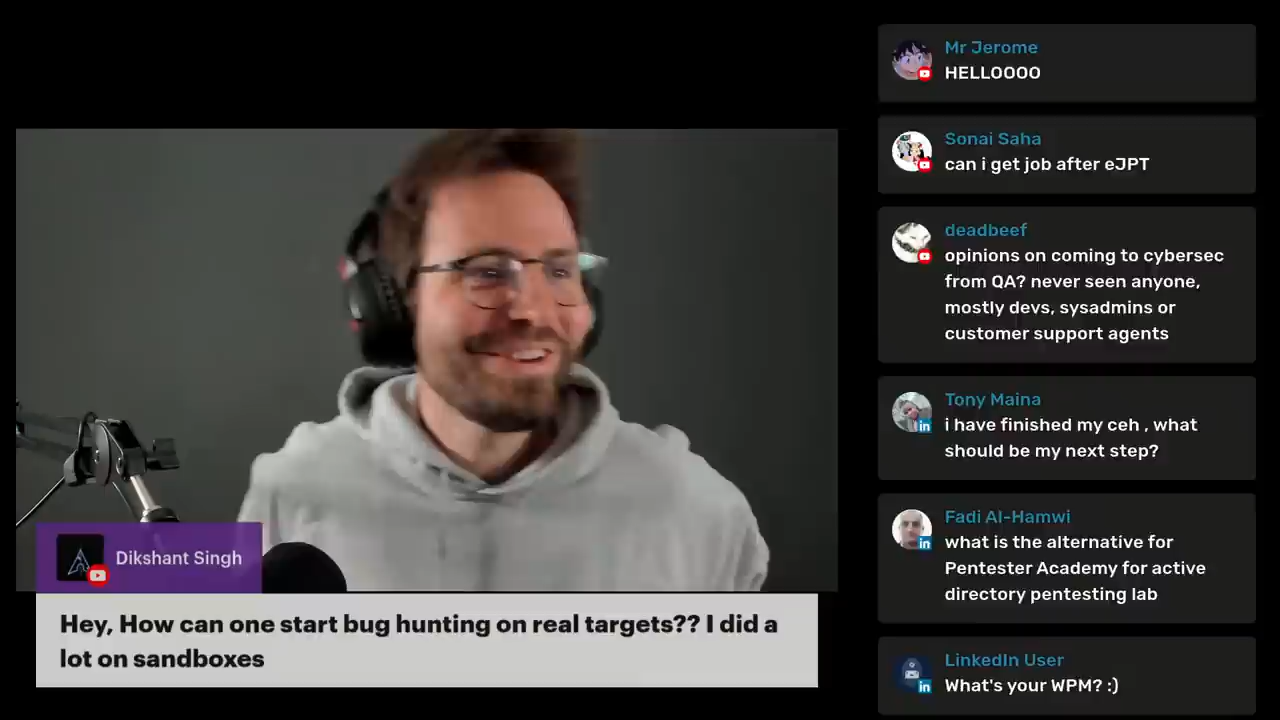 Mr Jerome
HELLOOOO
Sonai Saha
can i get job after eJPT
deadbeef
opinions on coming to cybersec
from QA? never seen anyone,
mostly devs, sysadmins or
customer support agents
Tony Maina
i have finished my ceh , what
should be my next step?
Fadi Al-Hamwi
what is the alternative for
Pentester Academy for active
directory pentesting lab
LinkedIn User
What's your WPM? :)
Dikshant Singh
Hey, How can one start bug hunting on real targets?? I did a
lot on sandboxes